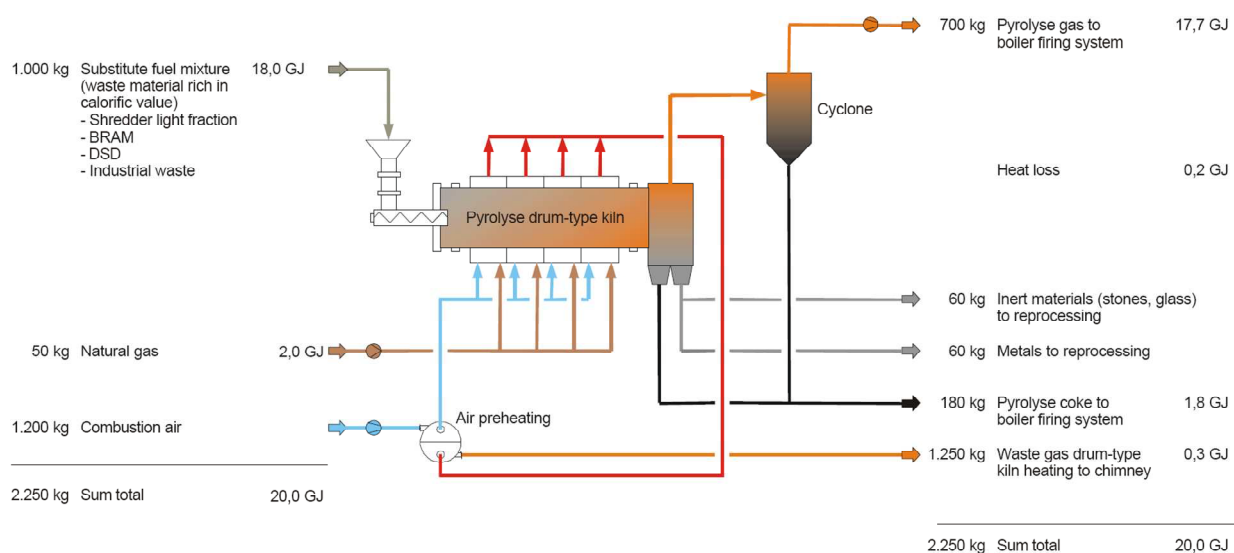 1.000 kg Substitute fuel mixture 18,0 GJ
(waste material rich in
calorific value)
- Shredder light fraction
- BRAM
- DSD
- Industrial waste
50 kg Natural gas 2,0 GJ
1.200 kg Combustion air
2.250 kg Sum total 20,0 GJ
Pyrolyse drum-type kiln
Air preheating
Cyclone
700 kg Pyrolyse gas to 17,7 GJ
boiler firing system
Heat loss 0,2 GJ
60 kg Inert materials (stones, glass)
to reprocessing
60 kg Metals to reprocessing
180 kg Pyrolyse coke to 1,8 GJ
boiler firing system
1.250 kg Waste gas drum-type 0,3 GJ
kiln heating to chimney
2.250 kg Sum total 20,0 GJ